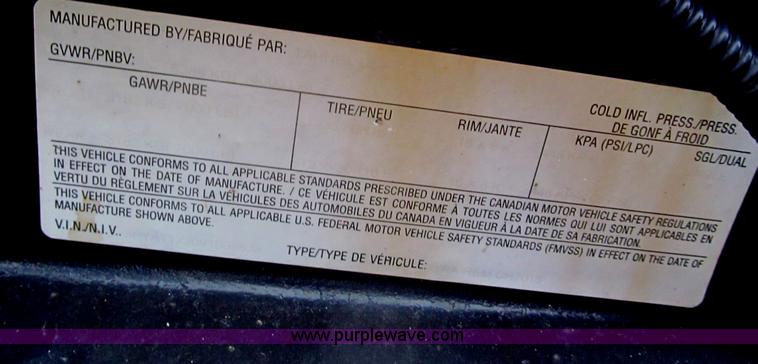 MANUFACTURED BY/FABRIQUÉ PAR:
GVWR/PNBV:
GAWR/PNBE
TIRE/PNEU
RIM/JANTE
COLD INFL. PRESS./PRESS.
DE GONF À FROID
KPA (PSI/LPC)
SGL/DUAL
THIS VEHICLE CONFORMS TO ALL APPLICABLE STANDARDS PRESCRIBED UNDER THE CANADIAN MOTOR VEHICLE SAFETY REGULATIONS
IN EFFECT ON THE DATE OF MANUFACTURE. / CE VÉHICULE EST CONFORME À TOUTES LES NORMES QUI LUI SONT APPLICABLES EN
VERTU DU RÈGLEMENT SUR LA VÉHICULES DES AUTOMOBILES DU CANADA EN VIGUEUR À LA DATE DE SA FABRICATION.
THIS VEHICLE CONFORMS TO ALL APPLICABLE U.S. FEDERAL MOTOR VEHICLE SAFETY STANDARDS (FMVSS) IN EFFECT ON THE DATE OF
MANUFACTURE SHOWN ABOVE.
V.I.N./N.I.V..
TYPE/TYPE DE VÉHICULE:
www.purplewave.com